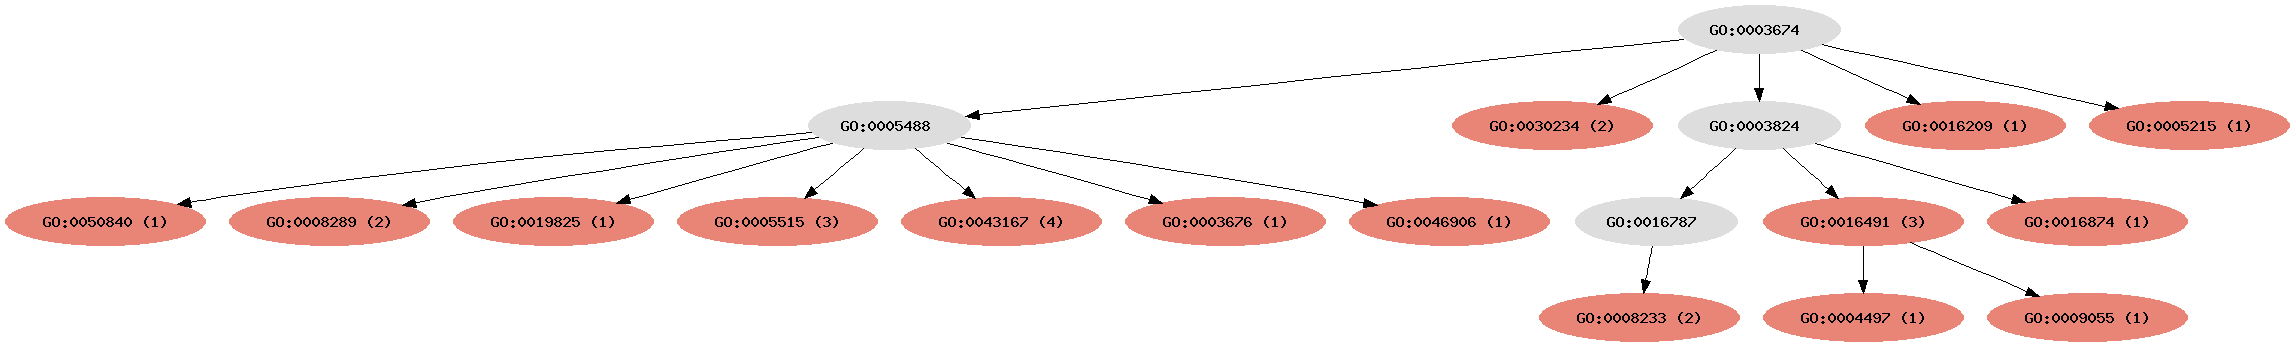 GO:0003674
GO:0005488
GO:0030234 (2)
GO:0003824
GO:0016209 (1)
GO:0005215 (1)
GO:0050840 (1)
GO:0008289 (2)
GO:0019825 (1)
GO:0005515 (3)
GO:0043167 (4)
GO:0003676 (1)
GO:0046906 (1)
GO:0016787
GO:0016491 (3)
GO:0016874 (1)
GO:0008233 (2)
GO:0004497 (1)
GO:0009055 (1)